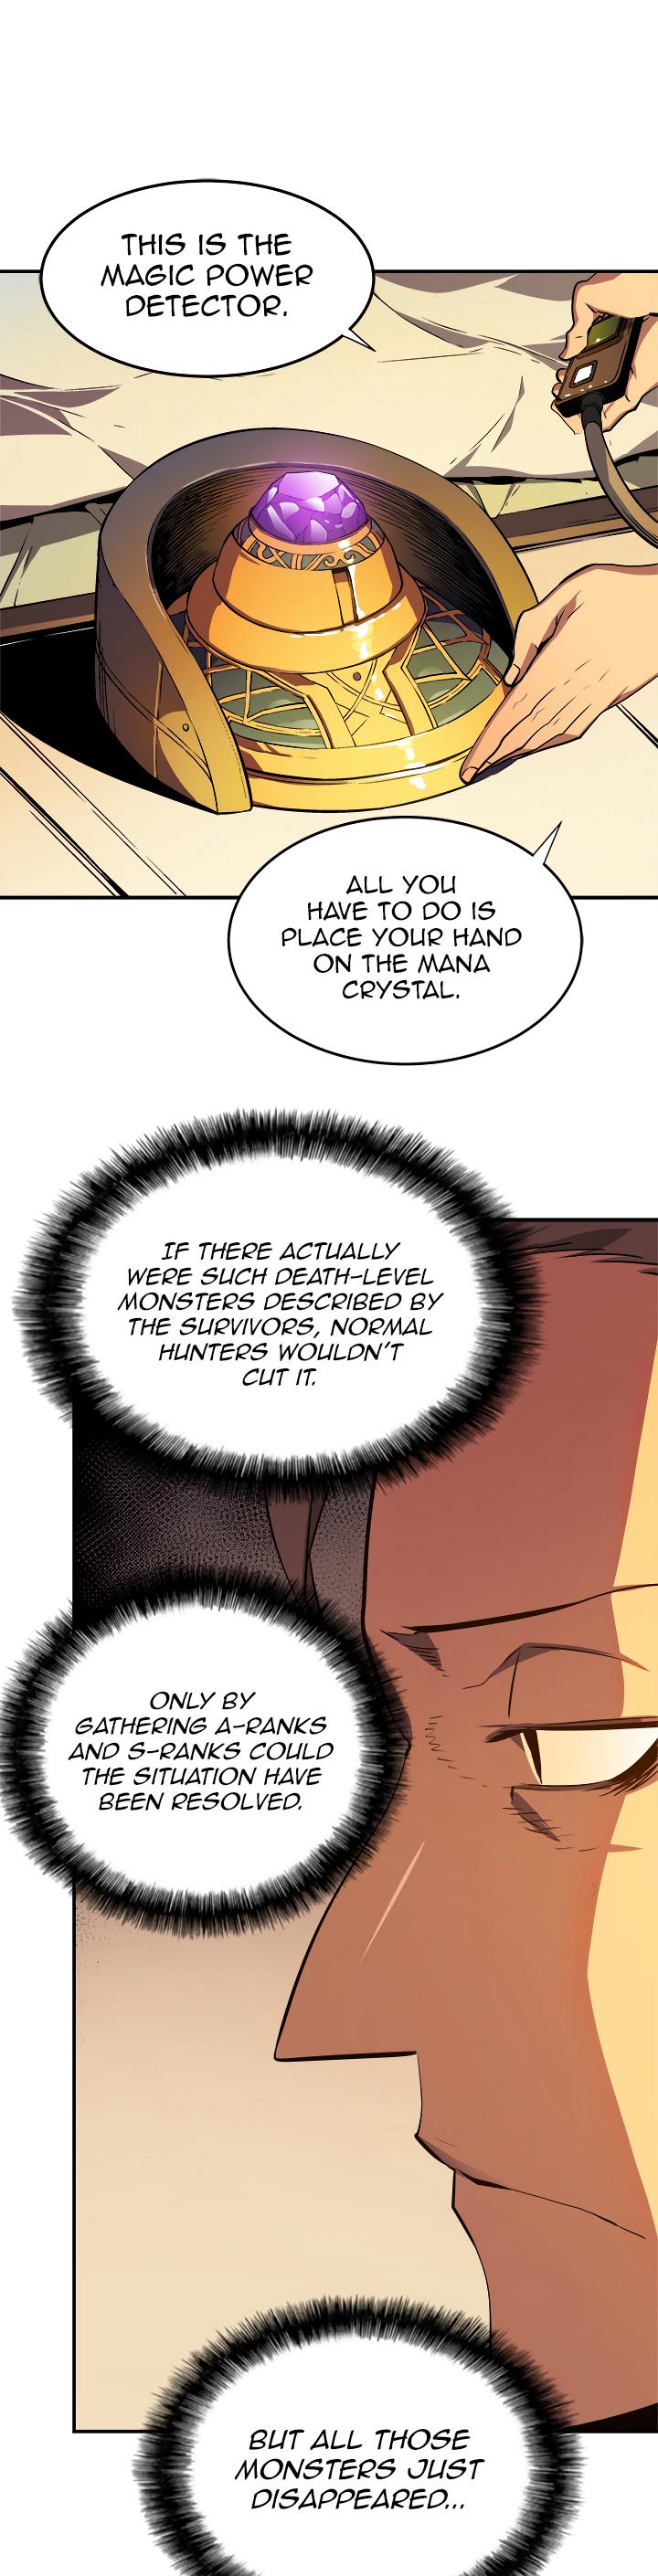 THIS IS THE
MAGIC POWER
DETECTOR.
ALL YOU
HAVE TO DO IS
PLACE YOUR HAND
ON THE MANA
CRYSTAL.
IF THERE ACTUALLY
WERE SUCH DEATH-LEVEL
MONSTERS DESCRIBED BY
THE SURVIVORS, NORMAL
HUNTERS WOULDN'T
CUT IT.
ONLY BY
GATHERING A-RANKS
AND S-RANKS COULD
THE SITUATION HAVE
BEEN RESOLVED.
BUT ALL THOSE
MONSTERS JUST
DISAPPEARED...